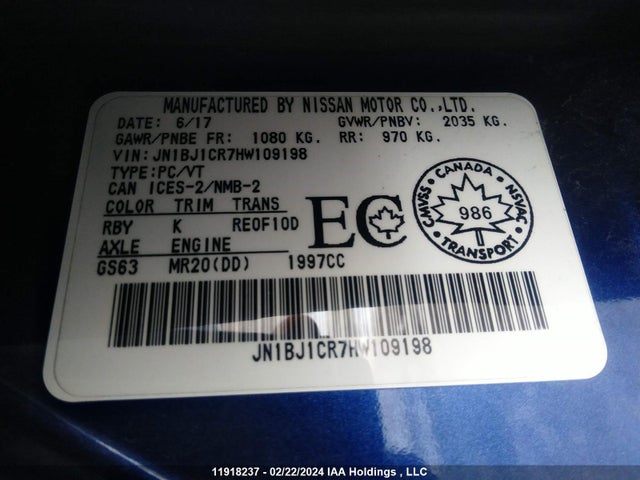 MANUFACTURED BY NISSAN MOTOR CO.,LTD.
DATE: 6/17 GVWR/PNBV: 2035 KG.
GAWR/PNBE FR: 1080 KG. RR: 970 KG.
VIN: JN1BJ1CR7HW109198
TYPE:PC/VT
CAN ICES-2/NMB-2
COLOR TRIM TRANS
RBY K RE0F10D
AXLE ENGINE
GS63 MR20(DD) 1997CC
EC
CANADA
CMVSS 986 NSVAC
TRANSPORT
JN1BJ1CR7HW109198
11918237 - 02/22/2024 IAA Holdings , LLC